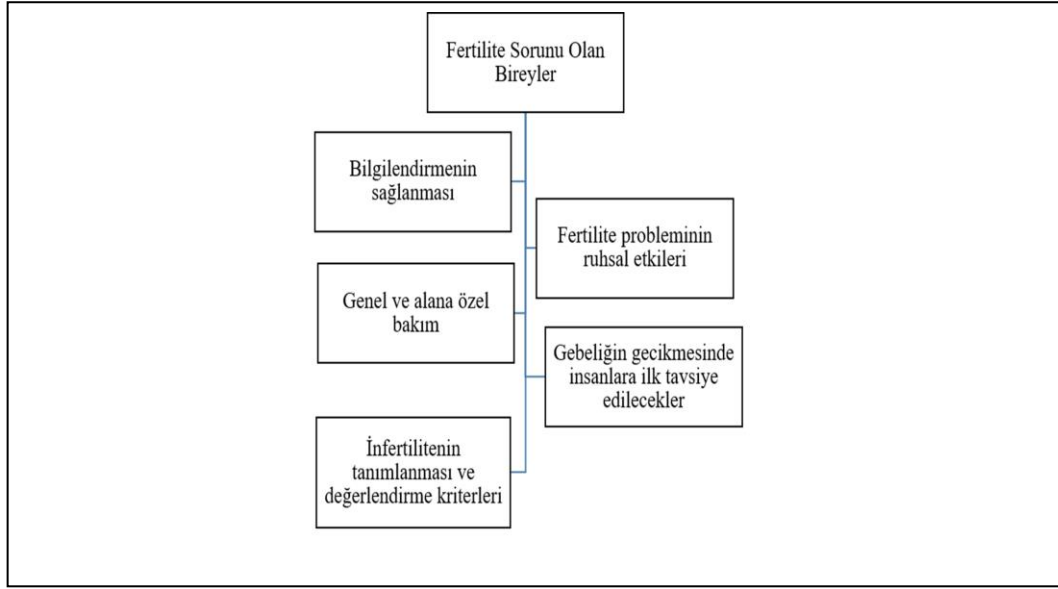 Fertilite Sorunu Olan
Bireyler
Bilgilendirmenin
sağlanması
Fertilite probleminin
ruhsal etkileri
Genel ve alana özel
bakım
Gebeliğin gecikmesinde
insanlara ilk tavsiye
edilecekler
İnfertilitenin
tanımlanması ve
değerlendirme kriterleri